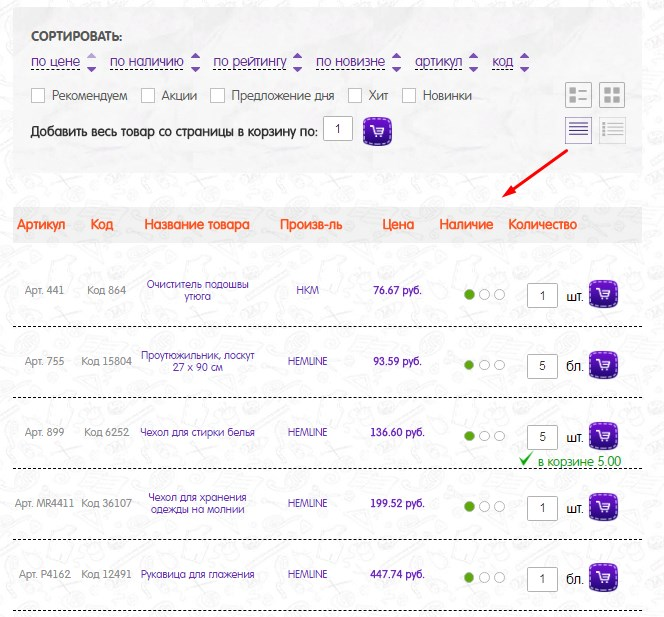 СОРТИРОВАТЬ:
по цене по наличию по рейтингу по новизне артикул код
Рекомендуем Акции Предложение дня Хит Новинки
Добавить весь товар со страницы в корзину по: 1
Артикул Код Название товара Произв-ль Цена Наличие Количество
Арт. 441 Код 864 Очиститель подошвы утюга НКМ 76.67 руб. 1 шт.
Арт. 755 Код 15804 Проутюжильник, лоскут 27 х 90 см HEMLINE 93.59 руб. 5 бл.
Арт. 899 Код 6252 Чехол для стирки белья HEMLINE 136.60 руб. 5 шт.
в корзине 5.00
Арт. MR4411 Код 36107 Чехол для хранения одежды на молнии HEMLINE 199.52 руб. 1 шт.
Арт. P4162 Код 12491 Рукавица для глажения HEMLINE 447.74 руб. 1 бл.